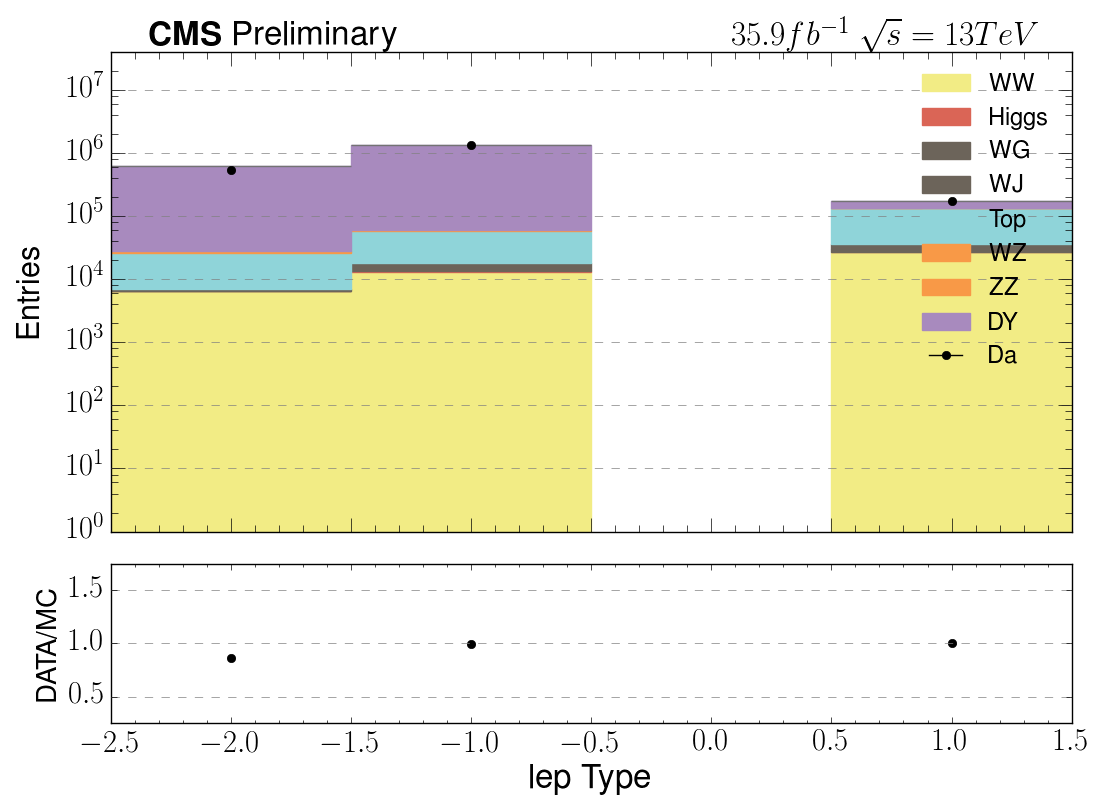 CMS Preliminary 35.9fb⁻¹ √s = 13TeV
10⁷
10⁶
10⁵
10⁴
10³
10²
10¹
10⁰
Entries
WW
Higgs
WG
WJ
Top
WZ
ZZ
DY
Da
1.5
1.0
0.5
DATA/MC
−2.5 −2.0 −1.5 −1.0 −0.5 0.0 0.5 1.0 1.5
lep Type